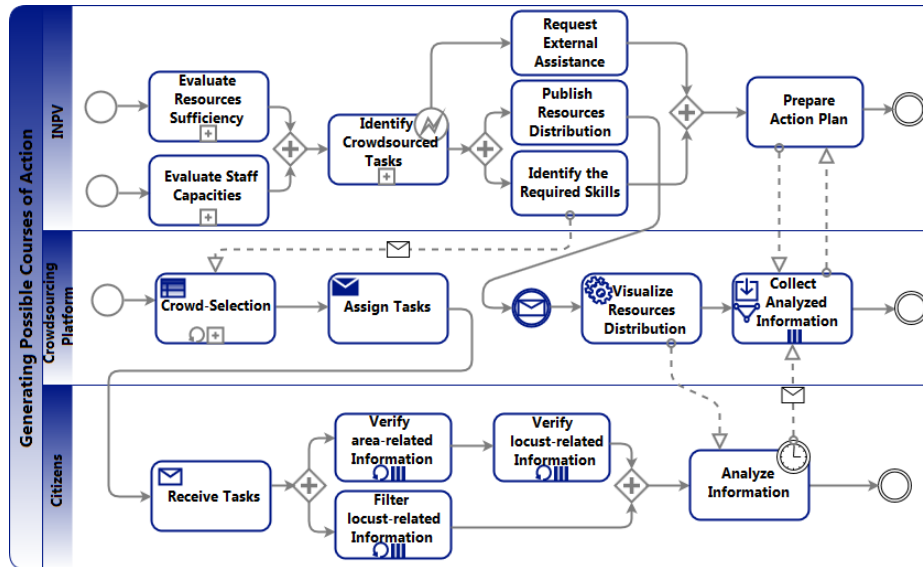 Generating Possible Courses of Action
INPV
Evaluate
Resources
Sufficiency
Evaluate Staff
Capacities
Identify
Crowdsourced
Tasks
Request
External
Assistance
Publish
Resources
Distribution
Identify the
Required Skills
Prepare
Action Plan
Crowdsourcing
Platform
Crowd-Selection
Assign Tasks
Visualize
Resources
Distribution
Collect
Analyzed
Information
Citizens
Receive Tasks
Verify
area-related
Information
Filter
locust-related
Information
Verify
locust-related
Information
Analyze
Information